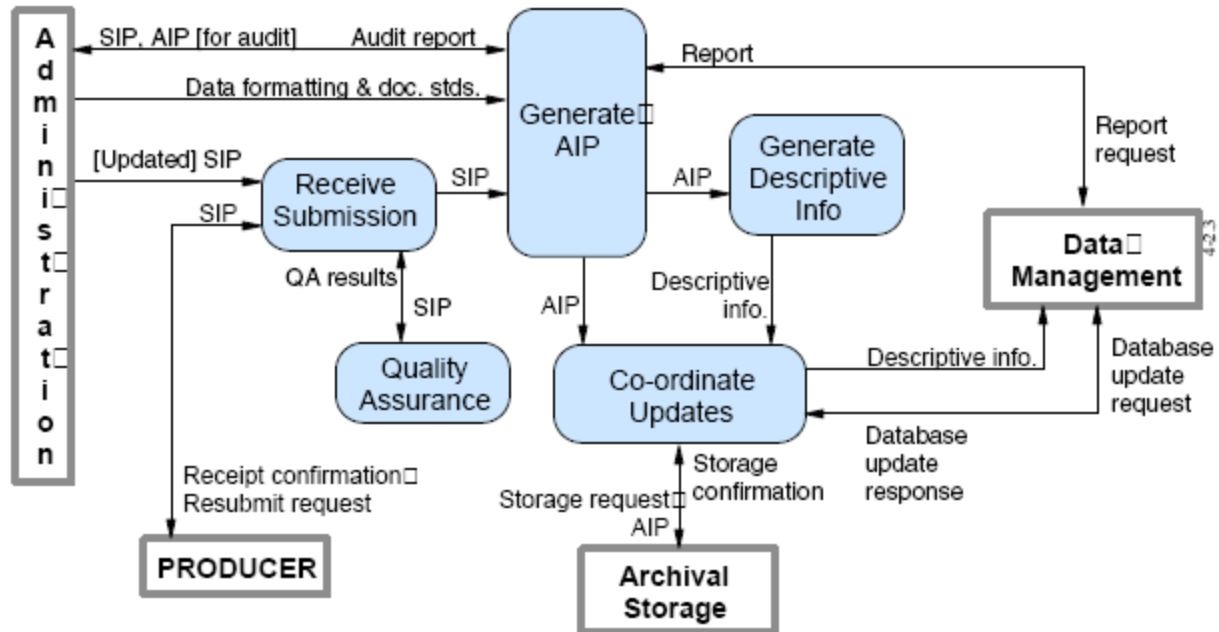 Administration
SIP, AIP [for audit]
Audit report
Data formatting & doc. stds.
[Updated] SIP
SIP
Receive
Submission
SIP
Generate
AIP
Report
Report
request
AIP
Generate
Descriptive
Info
QA results
SIP
Quality
Assurance
AIP
Descriptive
info.
Data
Management
4-2.3
Co-ordinate
Updates
Descriptive info.
Database
update
request
Database
update
response
Receipt confirmation
Resubmit request
PRODUCER
Storage
confirmation
Storage request
AIP
Archival
Storage